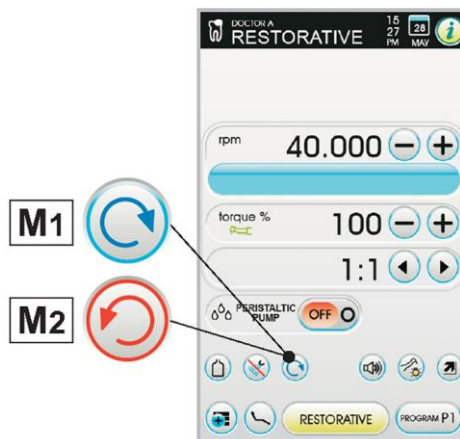 DOCTOR A
RESTORATIVE
15
27
PM
28
MAY
i
rpm
40.000
torque %
100
1:1
PERISTALTIC
PUMP
OFF
RESTORATIVE
PROGRAM P1
M1
M2